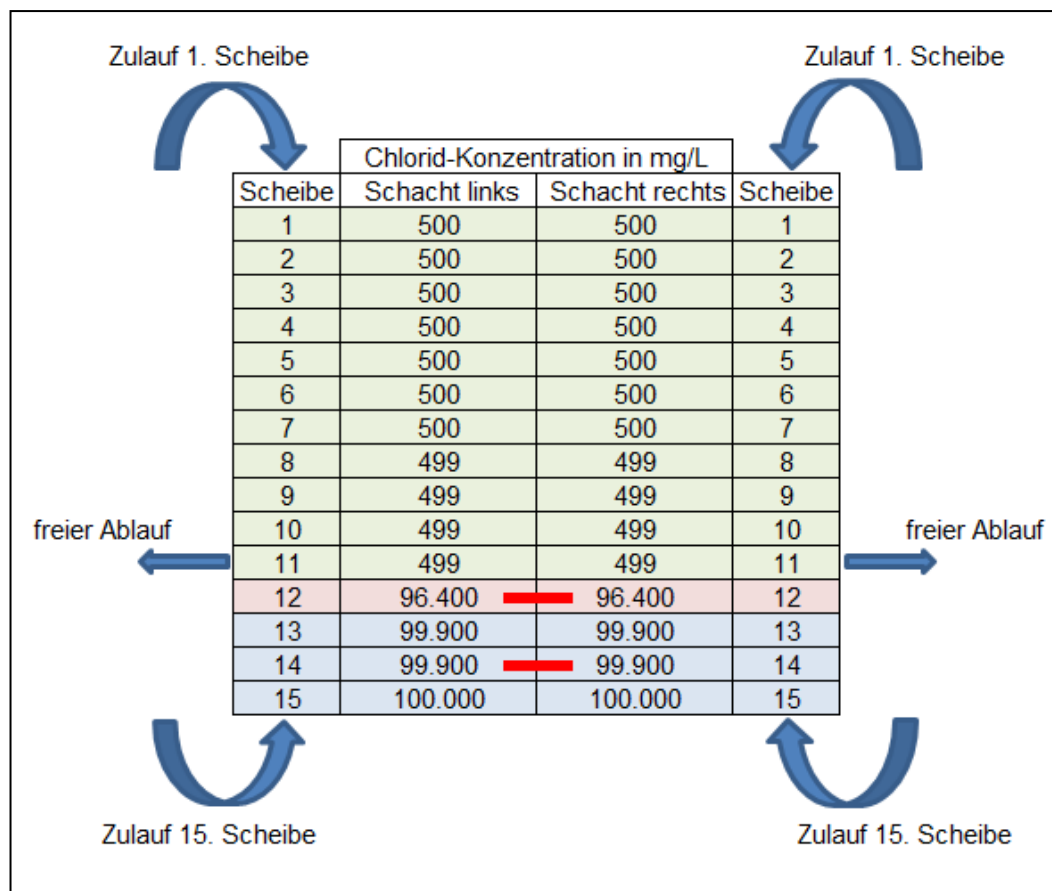 Zulauf 1. Scheibe Zulauf 1. Scheibe
Chlorid-Konzentration in mg/L
Scheibe Schacht links Schacht rechts Scheibe
1 500 500 1
2 500 500 2
3 500 500 3
4 500 500 4
5 500 500 5
6 500 500 6
7 500 500 7
8 499 499 8
9 499 499 9
freier Ablauf 10 499 499 10 freier Ablauf
11 499 499 11
12 96.400 96.400 12
13 99.900 99.900 13
14 99.900 99.900 14
15 100.000 100.000 15
Zulauf 15. Scheibe Zulauf 15. Scheibe